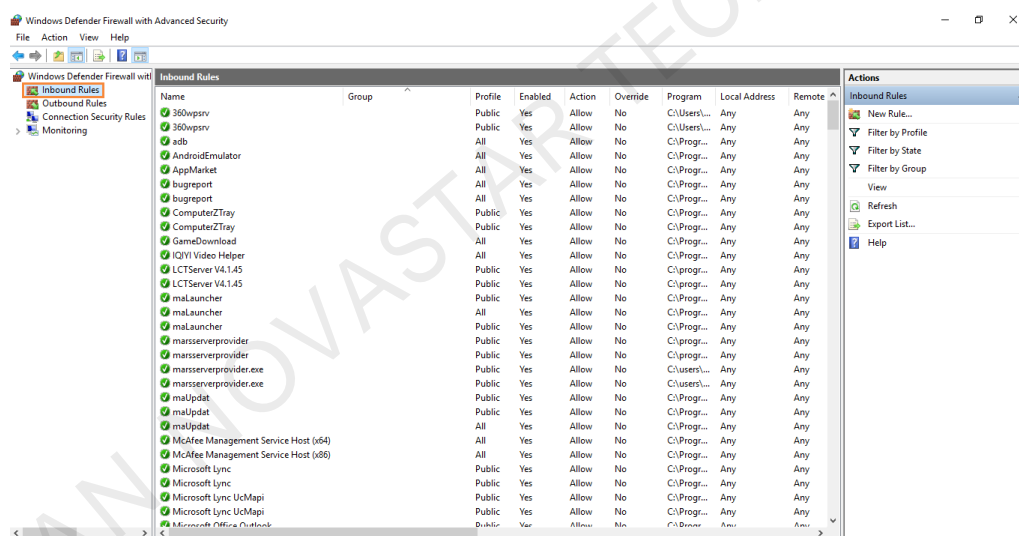 Windows Defender Firewall with Advanced Security
File Action View Help
Windows Defender Firewall witl
Inbound Rules
Outbound Rules
Connection Security Rules
Monitoring
Inbound Rules
Name Group Profile Enabled Action Override Program Local Address Remote
360wpsrv Public Yes Allow No C:\Users\... Any Any
360wpsrv Public Yes Allow No C:\Users\... Any Any
adb All Yes Allow No C:\Progr... Any Any
AndroidEmulator All Yes Allow No C:\Progr... Any Any
AppMarket All Yes Allow No C:\Progr... Any Any
bugreport All Yes Allow No C:\Progr... Any Any
bugreport All Yes Allow No C:\Progr... Any Any
ComputerZTray Public Yes Allow No C:\Progr... Any Any
ComputerZTray Public Yes Allow No C:\Progr... Any Any
GameDownload All Yes Allow No C:\Progr... Any Any
IQIYI Video Helper All Yes Allow No C:\Progr... Any Any
LCTServer V4.1.45 Public Yes Allow No C:\progr... Any Any
LCTServer V4.1.45 Public Yes Allow No C:\progr... Any Any
maLauncher Public Yes Allow No C:\Progr... Any Any
maLauncher All Yes Allow No C:\Progr... Any Any
maLauncher Public Yes Allow No C:\Progr... Any Any
marsserverprovider Public Yes Allow No C:\progr... Any Any
marsserverprovider Public Yes Allow No C:\progr... Any Any
marsserverprovider.exe Public Yes Allow No C:\users\... Any Any
marsserverprovider.exe Public Yes Allow No C:\users\... Any Any
maUpdat Public Yes Allow No C:\Progr... Any Any
maUpdat Public Yes Allow No C:\Progr... Any Any
maUpdat All Yes Allow No C:\Progr... Any Any
McAfee Management Service Host (x64) All Yes Allow No C:\Progr... Any Any
McAfee Management Service Host (x86) All Yes Allow No C:\Progr... Any Any
Microsoft Lync Public Yes Allow No C:\Progr... Any Any
Microsoft Lync Public Yes Allow No C:\Progr... Any Any
Microsoft Lync UcMapi Public Yes Allow No C:\Progr... Any Any
Microsoft Lync UcMapi Public Yes Allow No C:\Progr... Any Any
Microsoft Office Outlook Public Yes Allow No C:\Progr... Any Any
Actions
Inbound Rules
New Rule...
Filter by Profile
Filter by State
Filter by Group
View
Refresh
Export List...
Help
AN NOVASTAR TEC